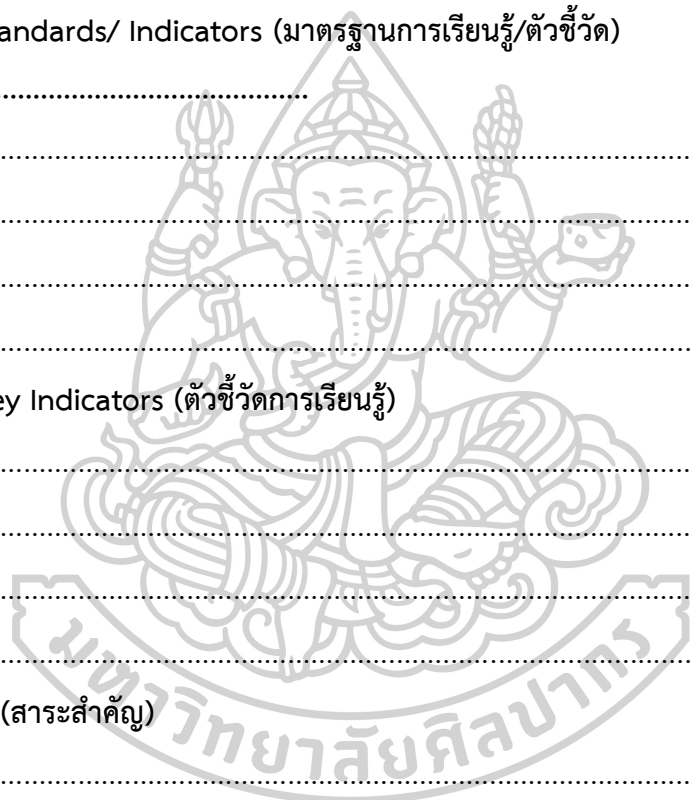 andards/ Indicators (มาตรฐานการเรียนรู้/ตัวชี้วัด)
ey Indicators (ตัวชี้วัดการเรียนรู้)
(สาระสำคัญ)
มหาวิทยาลัยศิลปากร